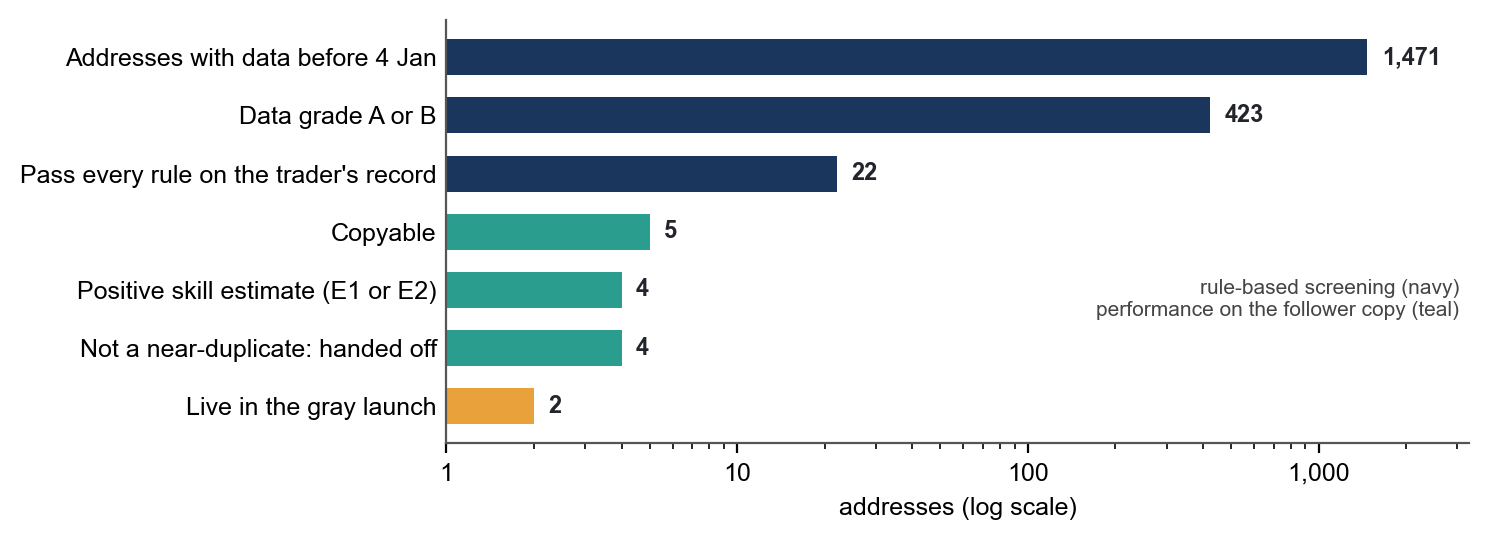 Addresses with data before 4 Jan 1,471
Data grade A or B 423
Pass every rule on the trader's record 22
Copyable 5
Positive skill estimate (E1 or E2) 4
rule-based screening (navy)
performance on the follower copy (teal)
Not a near-duplicate: handed off 4
Live in the gray launch 2
1 10 100 1,000
addresses (log scale)